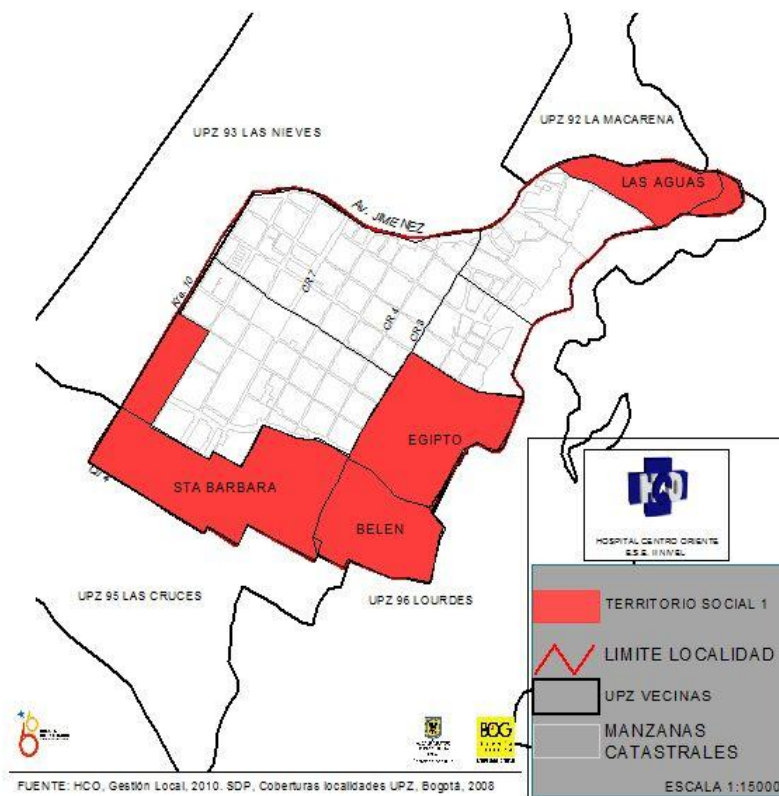 UPZ 92 LA MACARENA
UPZ 93 LAS NIEVES
LAS AGUAS
AV. JIMENEZ
CR 7
Kra. 10
CR 4
CR 3
EGIPTO
STA BARBARA
BELEN
UPZ 95 LAS CRUCES
UPZ 96 LOURDES
HCO
HOSPITAL CENTRO ORIENTE
E.S.E. II NIVEL
TERRITORIO SOCIAL 1
LIMITE LOCALIDAD
UPZ VECINAS
MANZANAS
CATASTRALES
ESCALA 1:15000
BOG
FUENTE: HCO, Gestión Local, 2010. SDP, Coberturas localidades UPZ, Bogotá, 2008